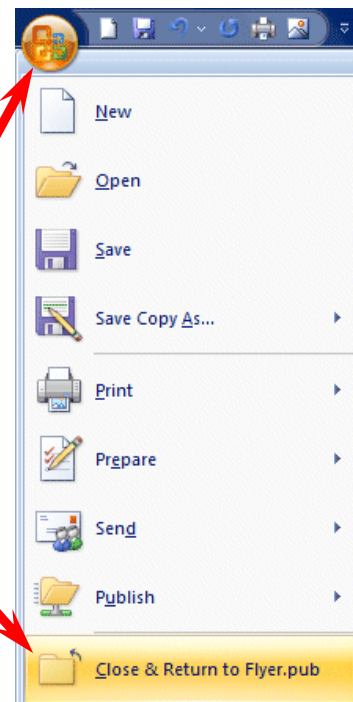 New
Open
Save
Save Copy As...
Print
Prepare
Send
Publish
Close & Return to Flyer.pub